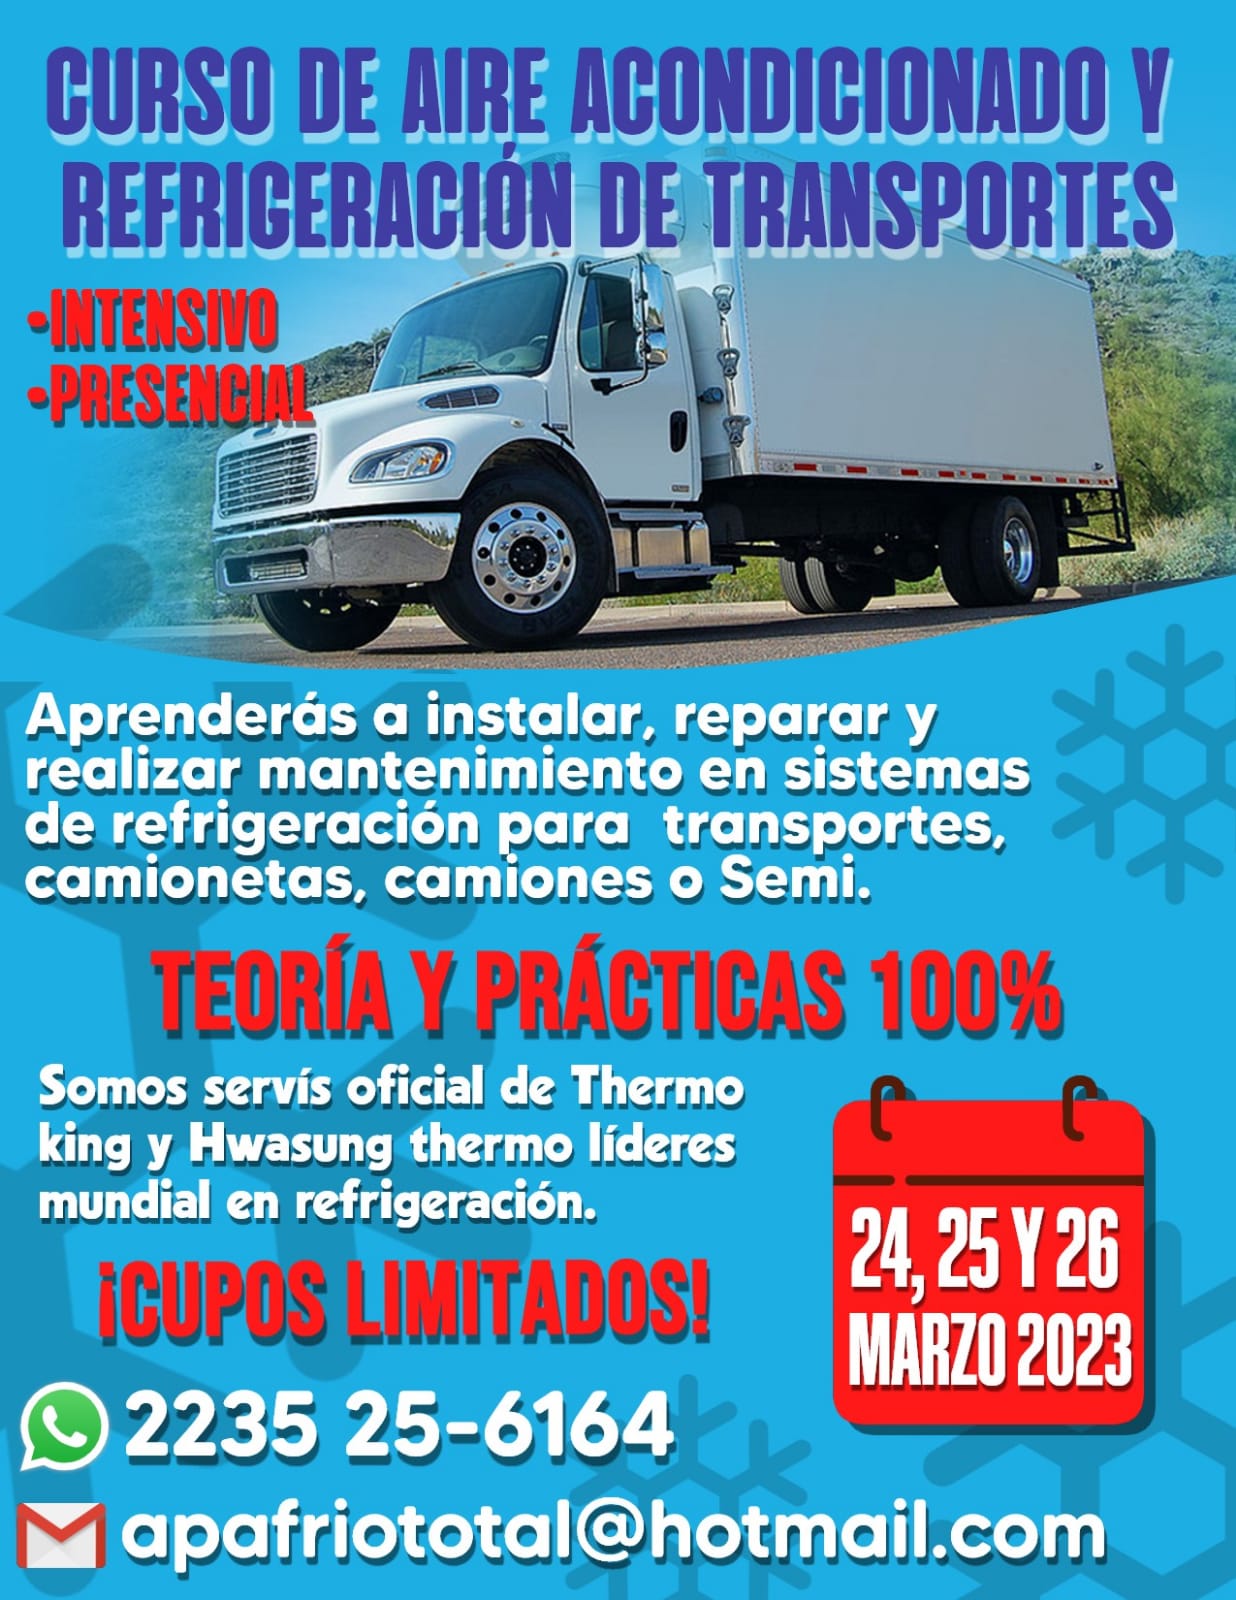 CURSO DE AIRE ACONDICIONADO Y
REFRIGERACIÓN DE TRANSPORTES
•INTENSIVO
•PRESENCIAL
Aprenderás a instalar, reparar y
realizar mantenimiento en sistemas
de refrigeración para transportes,
camionetas, camiones o Semi.
TEORÍA Y PRÁCTICAS 100%
Somos servís oficial de Thermo
king y Hwasung thermo líderes
mundial en refrigeración.
¡CUPOS LIMITADOS!
24, 25 Y 26
MARZO 2023
2235 25-6164
apafriototal@hotmail.com